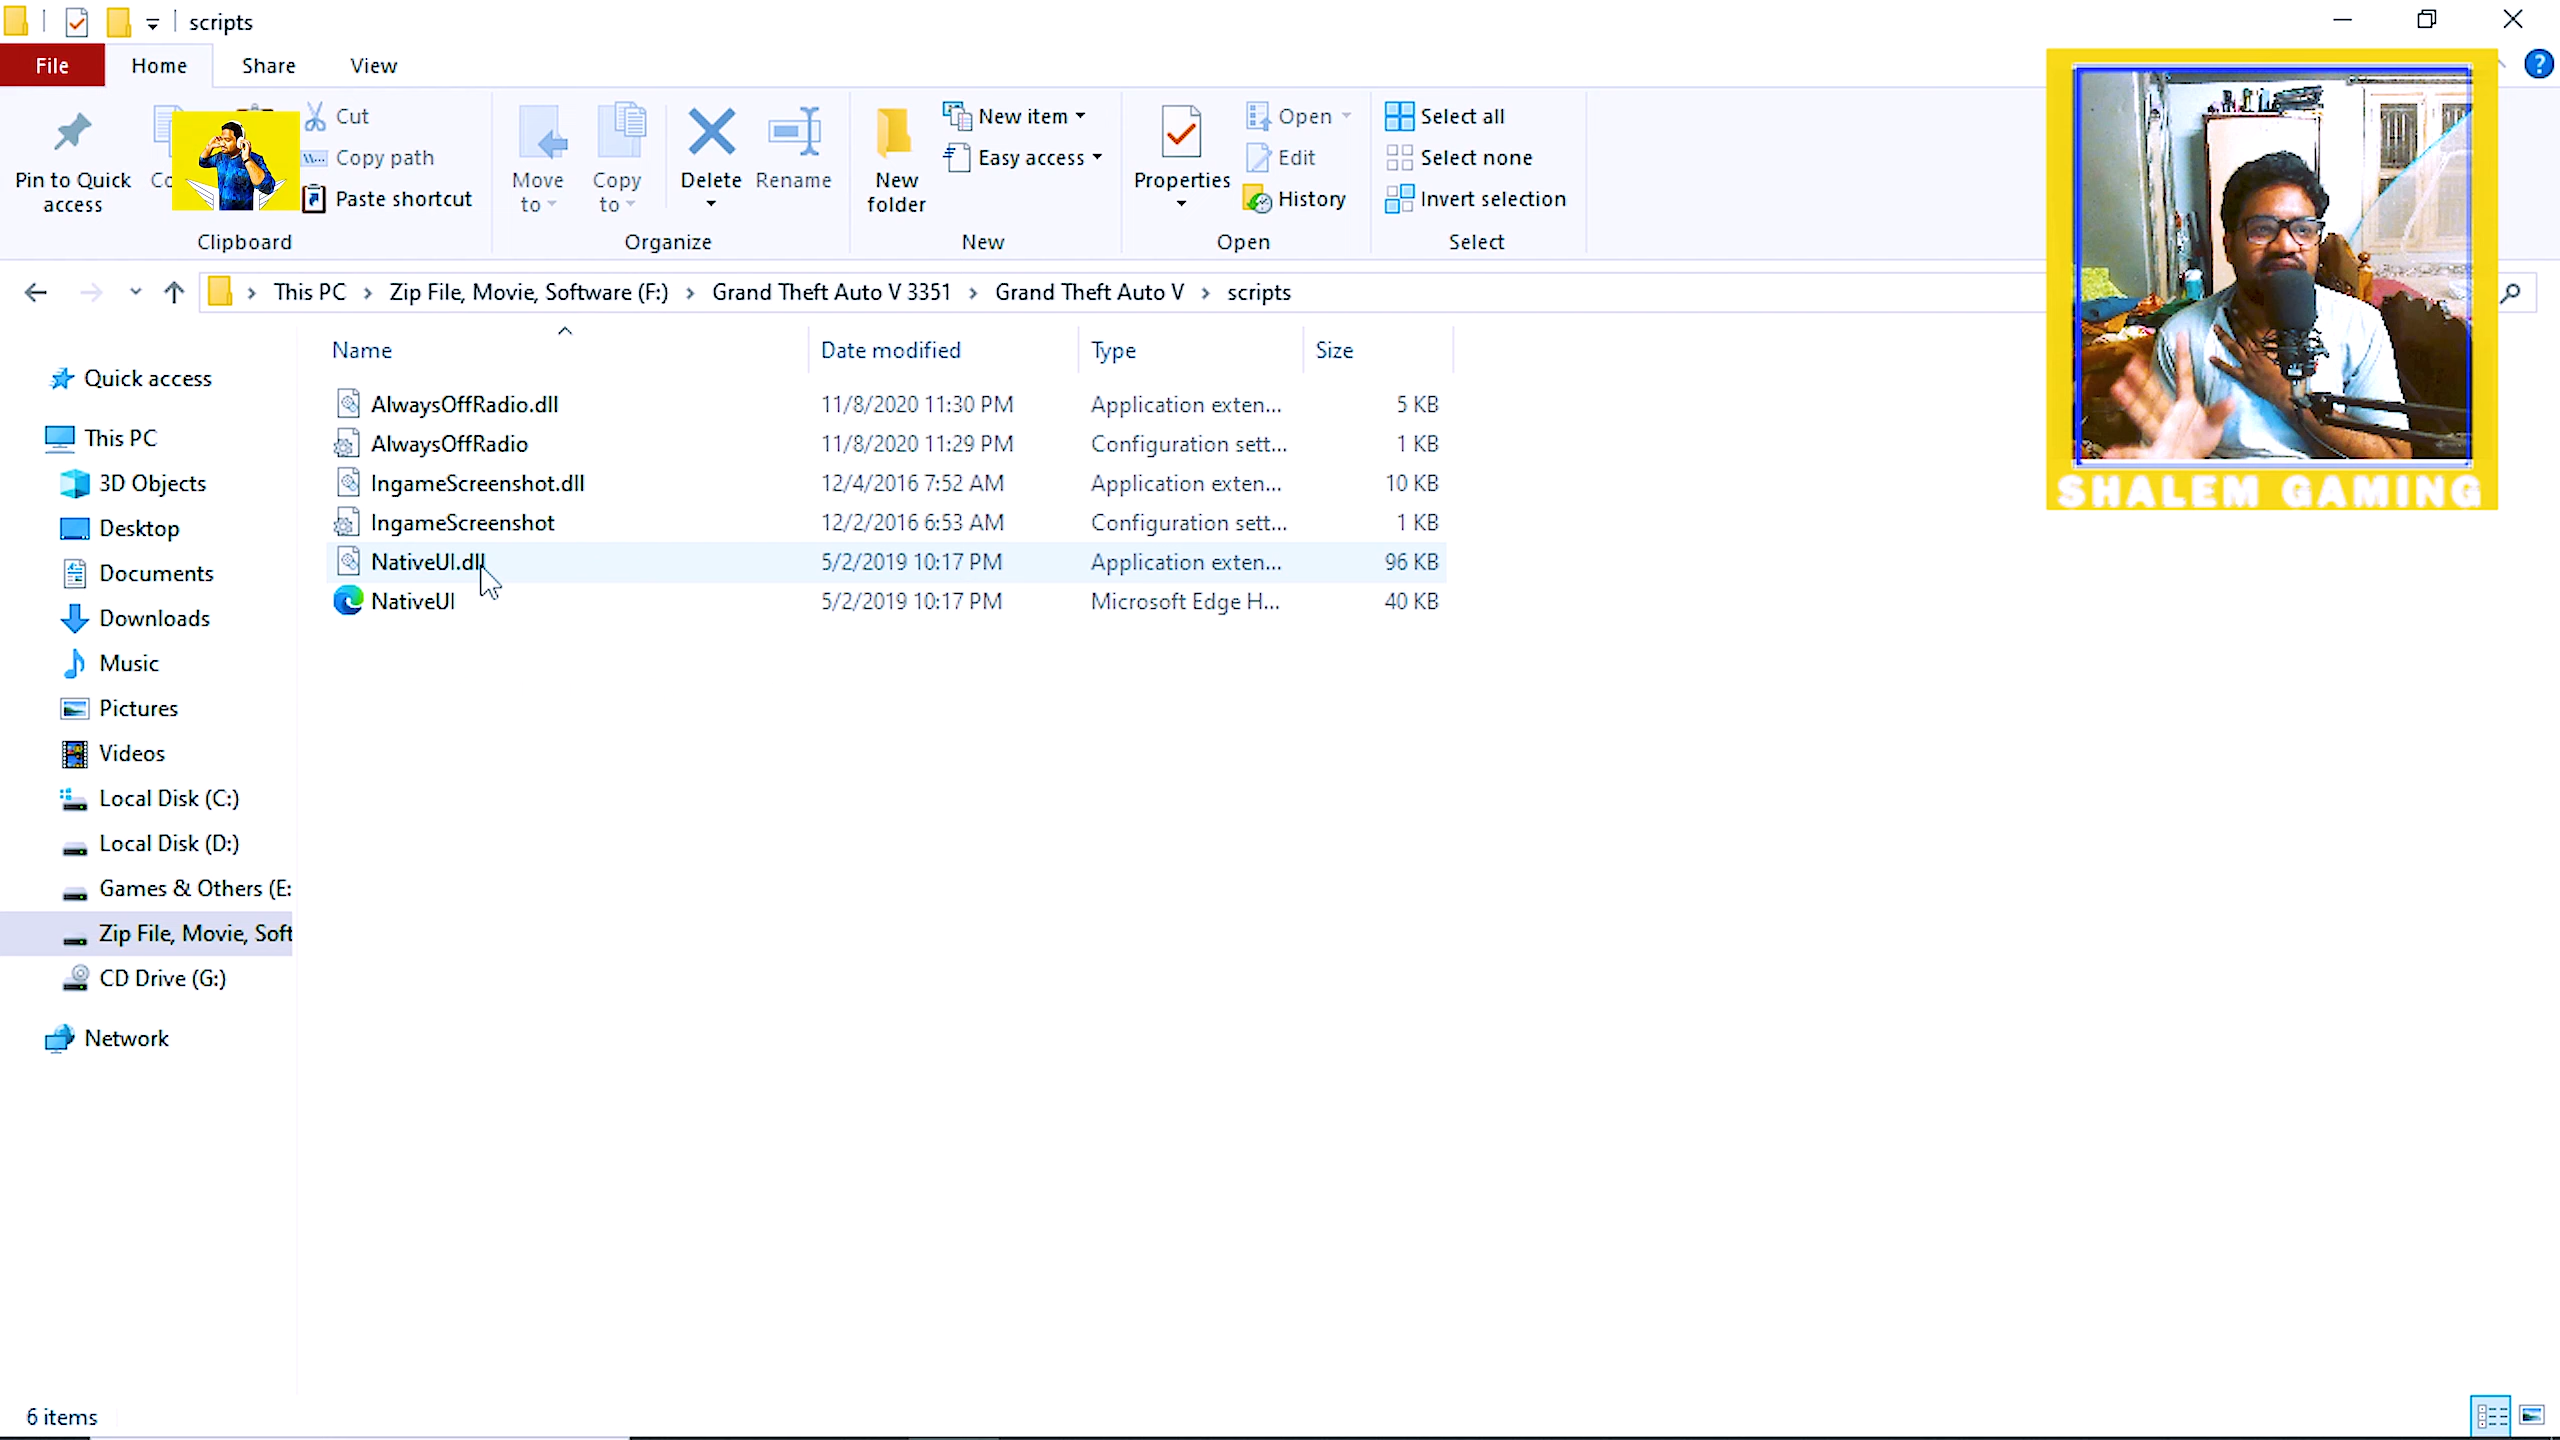 scripts
File
Home
Share
View
Pin to Quick access
Cut
Copy path
Paste shortcut
Clipboard
Move to
Copy to
Delete
Rename
Organize
New folder
New item
Easy access
New
Properties
Open
Edit
History
Open
Select all
Select none
Invert selection
Select
This PC
Zip File, Movie, Software (F:)
Grand Theft Auto V 3351
Grand Theft Auto V
scripts
SHALEM GAMING
Name
Date modified
Type
Size
AlwaysOffRadio.dll 11/8/2020 11:30 PM Application exten... 5 KB
AlwaysOffRadio 11/8/2020 11:29 PM Configuration sett... 1 KB
IngameScreenshot.dll 12/4/2016 7:52 AM Application exten... 10 KB
IngameScreenshot 12/2/2016 6:53 AM Configuration sett... 1 KB
NativeUI.dll 5/2/2019 10:17 PM Application exten... 96 KB
NativeUI 5/2/2019 10:17 PM Microsoft Edge H... 40 KB
Quick access
This PC
3D Objects
Desktop
Documents
Downloads
Music
Pictures
Videos
Local Disk (C:)
Local Disk (D:)
Games & Others (E:
Zip File, Movie, Soft
CD Drive (G:)
Network
6 items